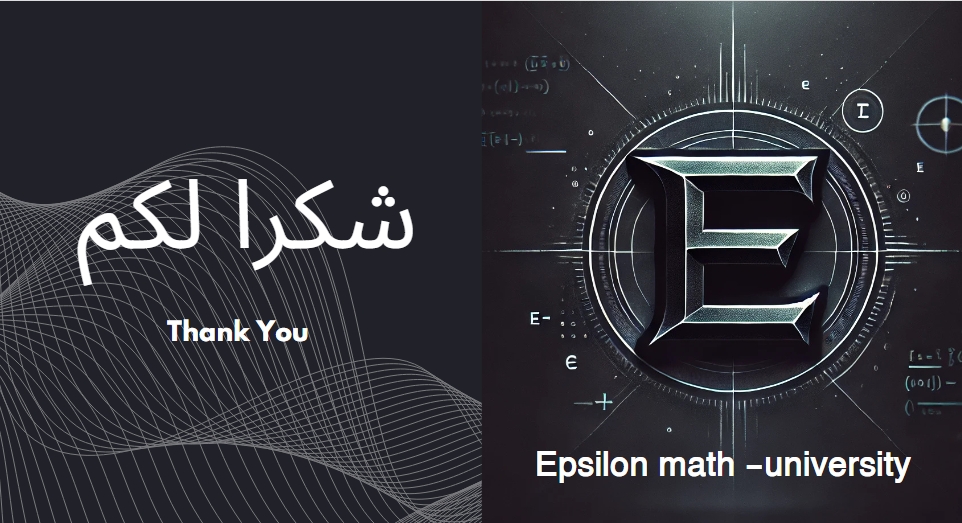 شكرا لكم
Thank You
E
I
e
E
E-
e
Epsilon math –university